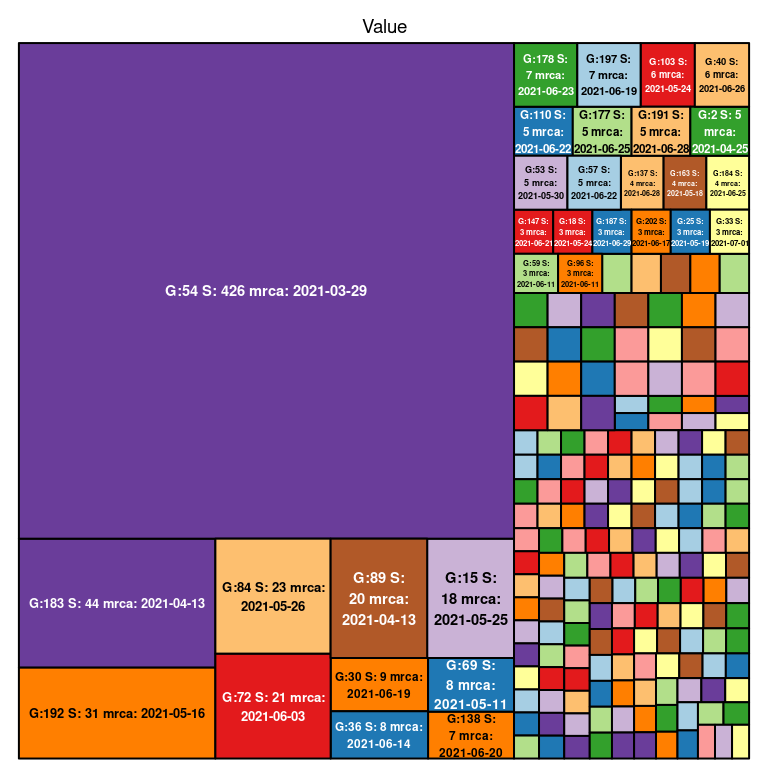 Value
G:54 S: 426 mrca: 2021-03-29
G:183 S: 44 mrca: 2021-04-13
G:192 S: 31 mrca: 2021-05-16
G:84 S: 23 mrca:
2021-05-26
G:72 S: 21 mrca:
2021-06-03
G:89 S:
20 mrca:
2021-04-13
G:15 S:
18 mrca:
2021-05-25
G:30 S: 9 mrca:
2021-06-19
G:36 S: 8 mrca:
2021-06-14
G:69 S:
8 mrca:
2021-05-11
G:138 S:
7 mrca:
2021-06-20
G:178 S:
7 mrca:
2021-06-23
G:197 S:
7 mrca:
2021-06-19
G:103 S:
6 mrca:
2021-05-24
G:40 S:
6 mrca:
2021-06-26
G:110 S:
5 mrca:
2021-06-22
G:177 S:
5 mrca:
2021-06-25
G:191 S:
5 mrca:
2021-06-28
G:2 S: 5
mrca:
2021-04-25
G:53 S:
5 mrca:
2021-05-30
G:57 S:
5 mrca:
2021-06-22
G:137 S:
4 mrca:
2021-06-28
G:163 S:
4 mrca:
2021-05-18
G:184 S:
4 mrca:
2021-06-25
G:147 S:
3 mrca:
2021-06-21
G:18 S:
3 mrca:
2021-05-24
G:187 S:
3 mrca:
2021-06-29
G:202 S:
3 mrca:
2021-06-17
G:25 S:
3 mrca:
2021-05-19
G:33 S:
3 mrca:
2021-07-01
G:59 S:
3 mrca:
2021-06-11
G:96 S:
3 mrca:
2021-06-11